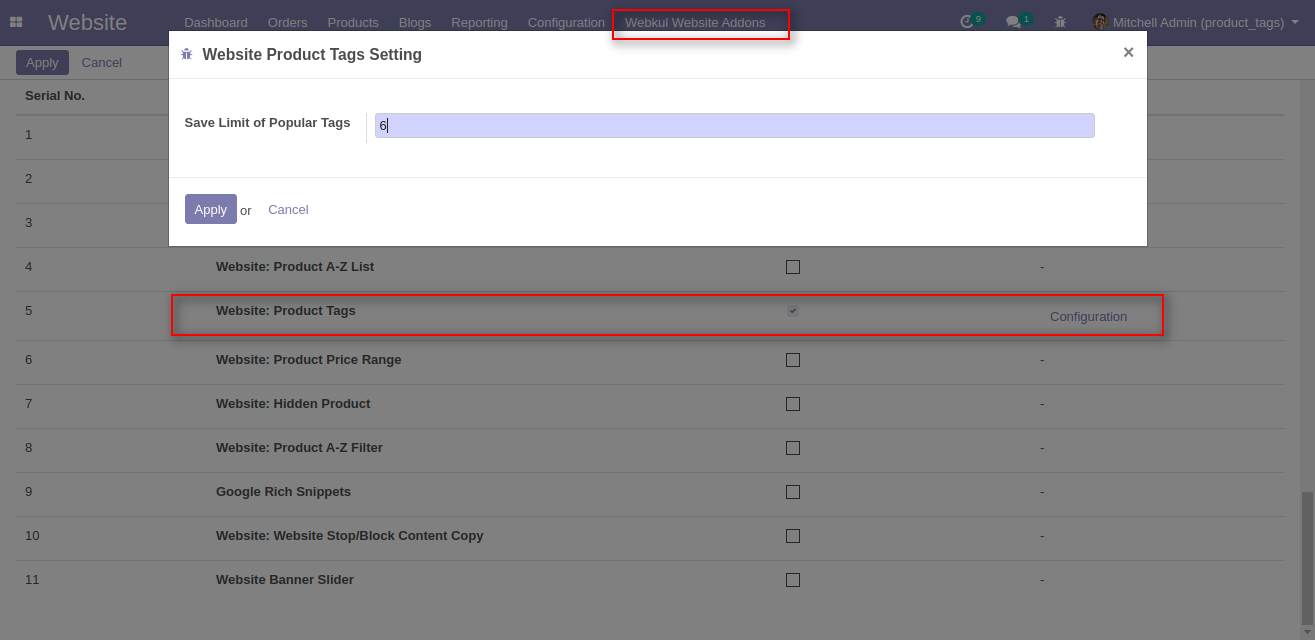 Website Dashboard Orders Products Blogs Reporting Configuration Webkul Website Addons 9 1 Mitchell Admin (product_tags)
Apply Cancel
Website Product Tags Setting ×
Save Limit of Popular Tags 6
Apply or Cancel
Serial No.
1
2
3
4 Website: Product A-Z List -
5 Website: Product Tags Configuration
6 Website: Product Price Range -
7 Website: Hidden Product -
8 Website: Product A-Z Filter -
9 Google Rich Snippets -
10 Website: Website Stop/Block Content Copy -
11 Website Banner Slider -